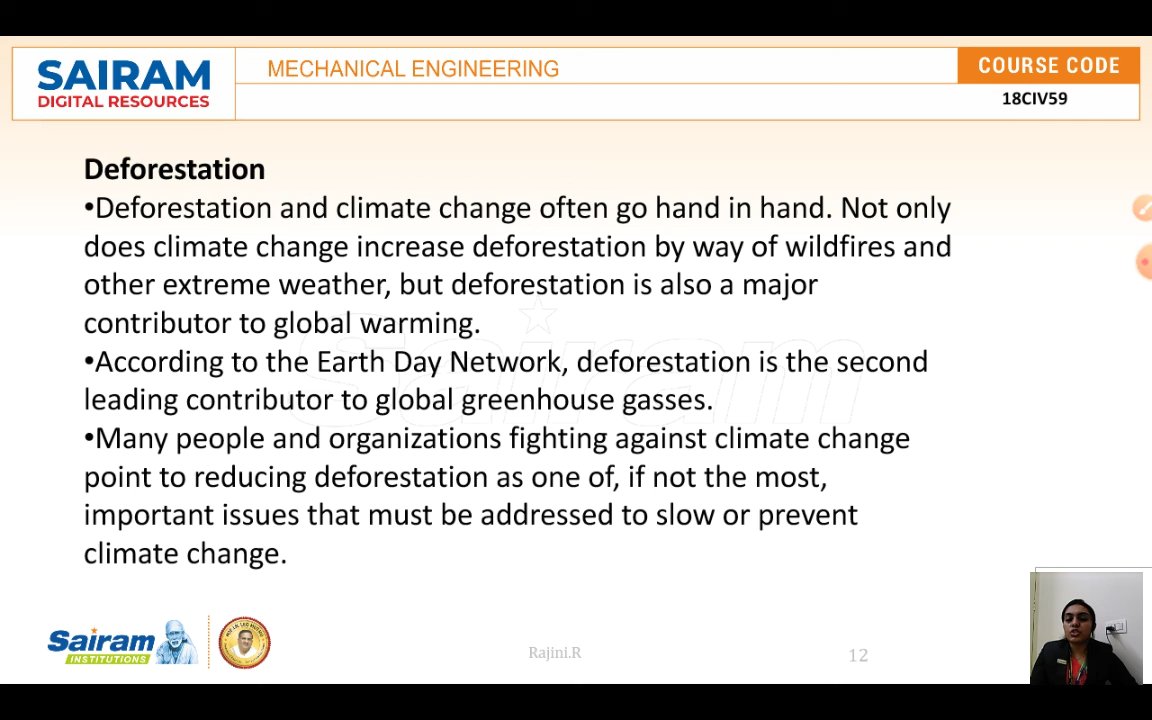 SAIRAM
DIGITAL RESOURCES
MECHANICAL ENGINEERING
COURSE CODE
18CIV59
Deforestation
•Deforestation and climate change often go hand in hand. Not only
does climate change increase deforestation by way of wildfires and
other extreme weather, but deforestation is also a major
contributor to global warming.
•According to the Earth Day Network, deforestation is the second
leading contributor to global greenhouse gasses.
•Many people and organizations fighting against climate change
point to reducing deforestation as one of, if not the most,
important issues that must be addressed to slow or prevent
climate change.
Sairam
Sairam
INSTITUTIONS
Rajini.R
12